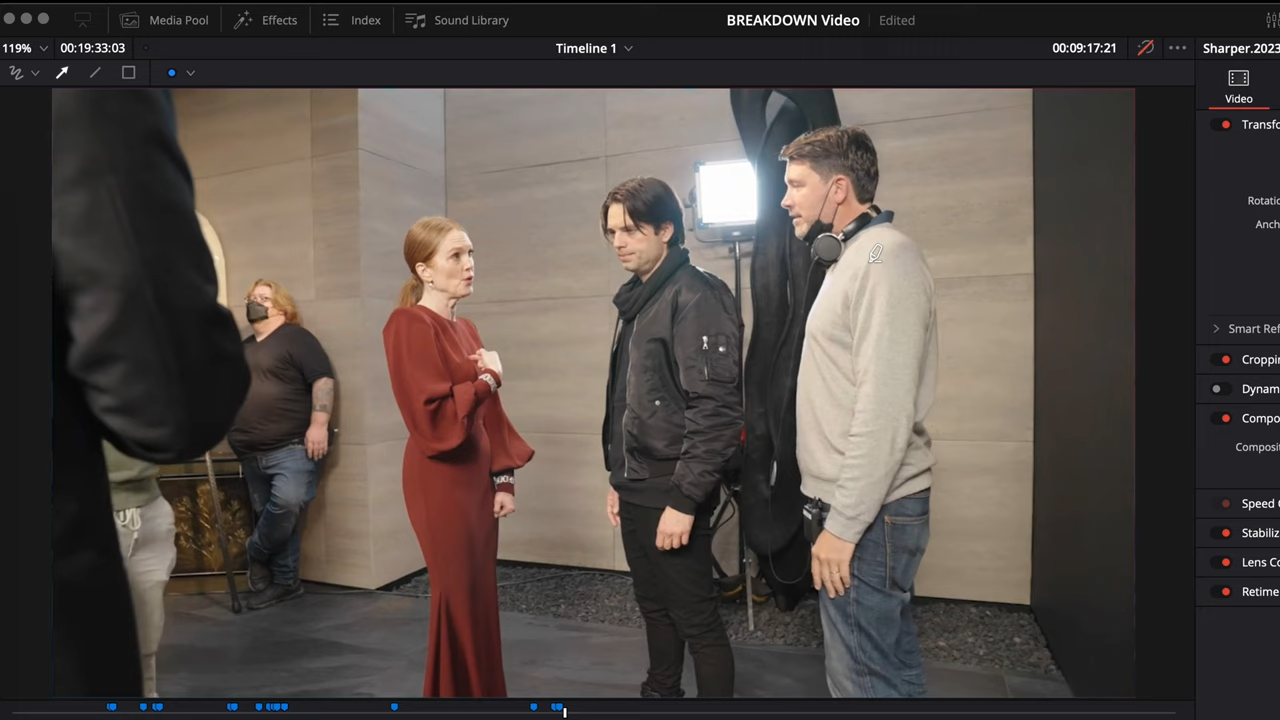 Media Pool Effects Index Sound Library BREAKDOWN Video Edited
119% 00:19:33:03 Timeline 1 00:09:17:21 Sharper.2023
Video
Transfo
Rotatio
Anch
Smart Ref
Croppin
Dynam
Compo
Composit
Speed C
Stabiliz
Lens Co
Retime